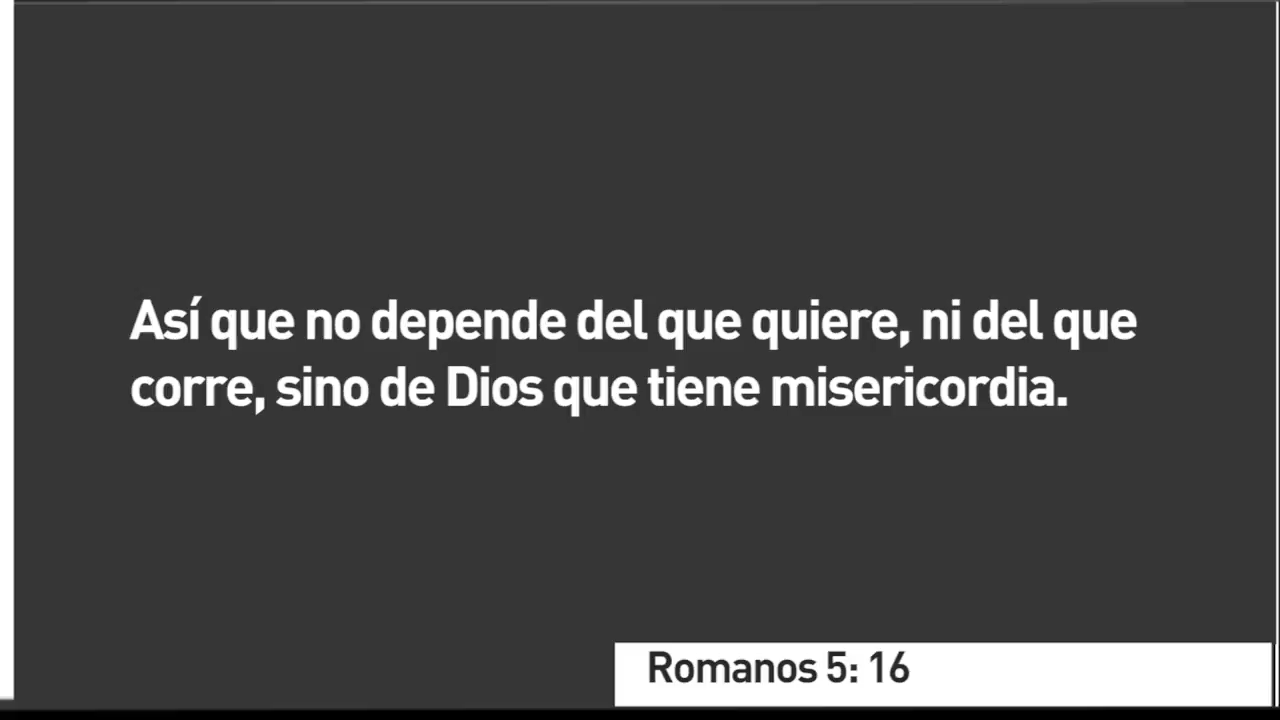 Así que no depende del que quiere, ni del que
corre, sino de Dios que tiene misericordia.
Romanos 5: 16